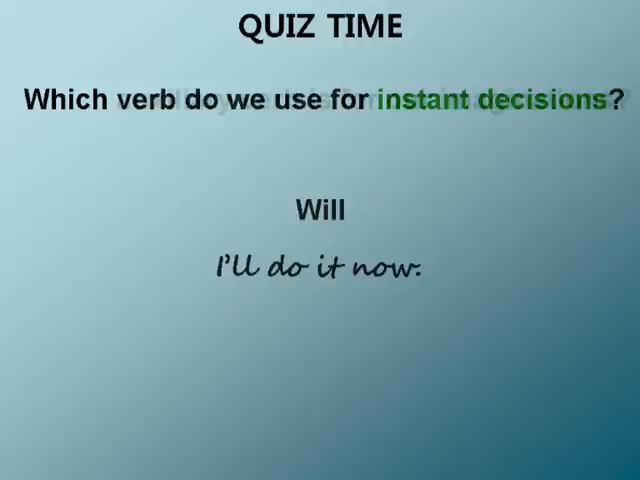 QUIZ TIME
Which verb do we use for instant decisions?
Will
I'll do it now.